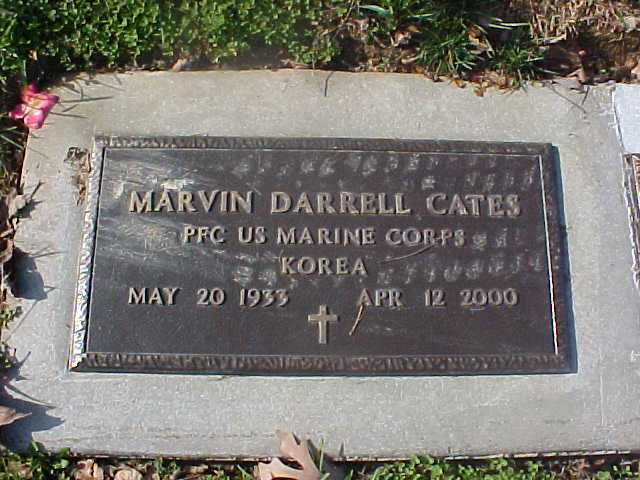 MARVIN DARRELL CATES
PFC US MARINE CORPS
KOREA
MAY 20 1933 APR 12 2000